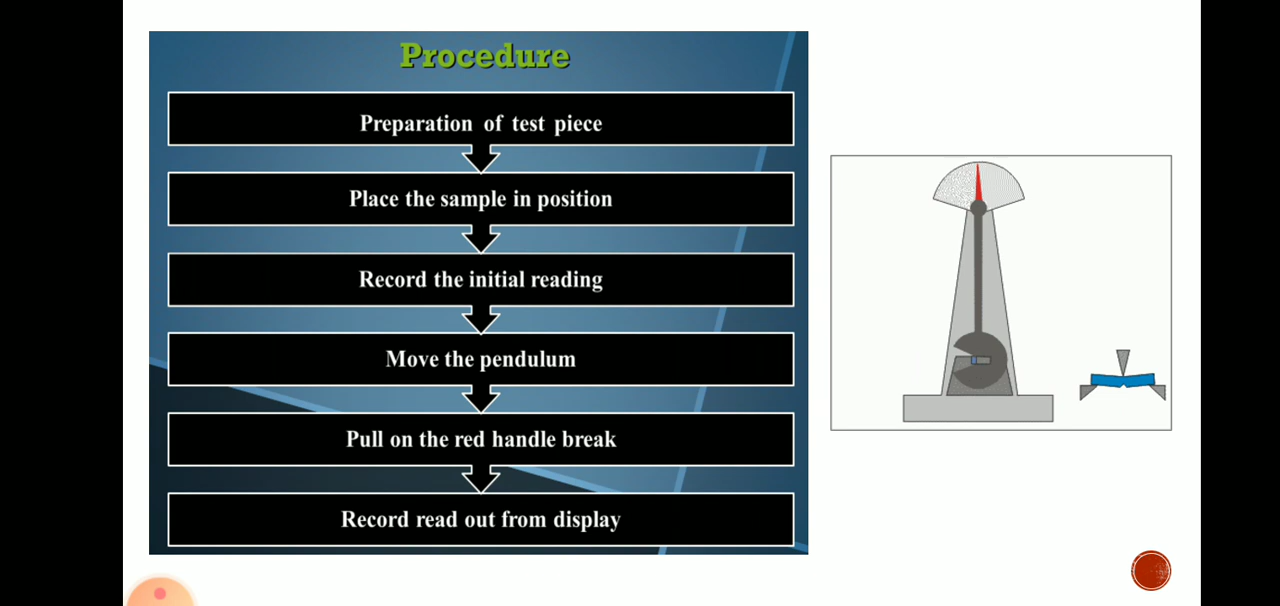 Procedure
Preparation of test piece
Place the sample in position
Record the initial reading
Move the pendulum
Pull on the red handle break
Record read out from display